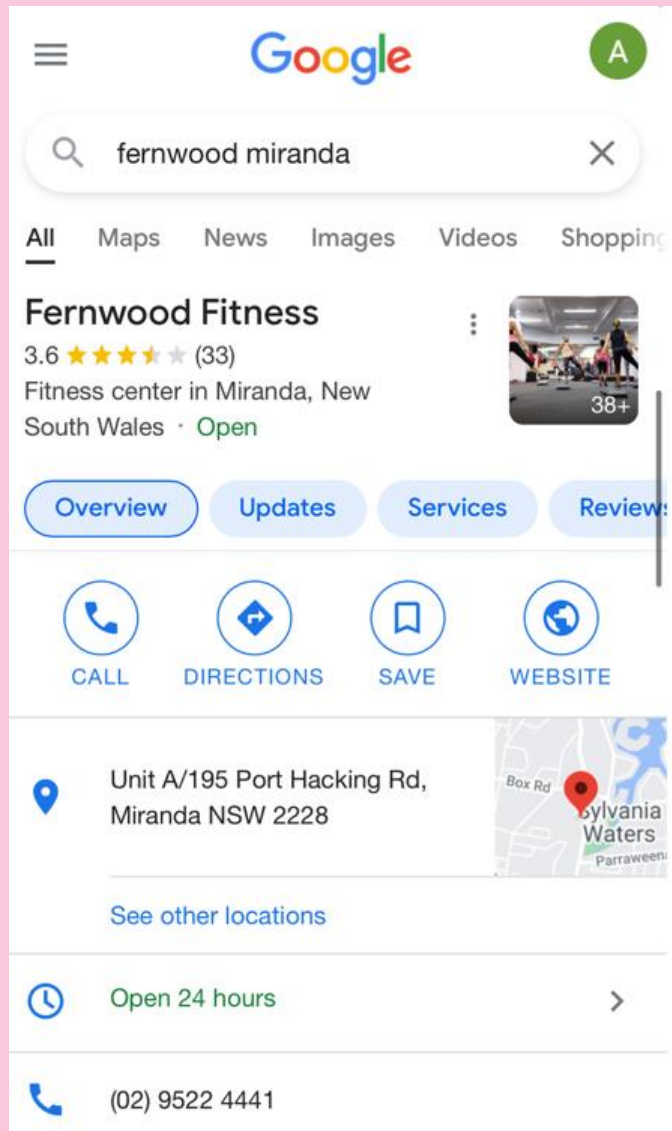 Google
A
fernwood miranda
All Maps News Images Videos Shopping
Fernwood Fitness
3.6 (33)
Fitness center in Miranda, New
South Wales · Open
38+
Overview Updates Services Reviews
CALL DIRECTIONS SAVE WEBSITE
Unit A/195 Port Hacking Rd,
Miranda NSW 2228
Box Rd
Sylvania
Waters
Parraween
See other locations
Open 24 hours
(02) 9522 4441